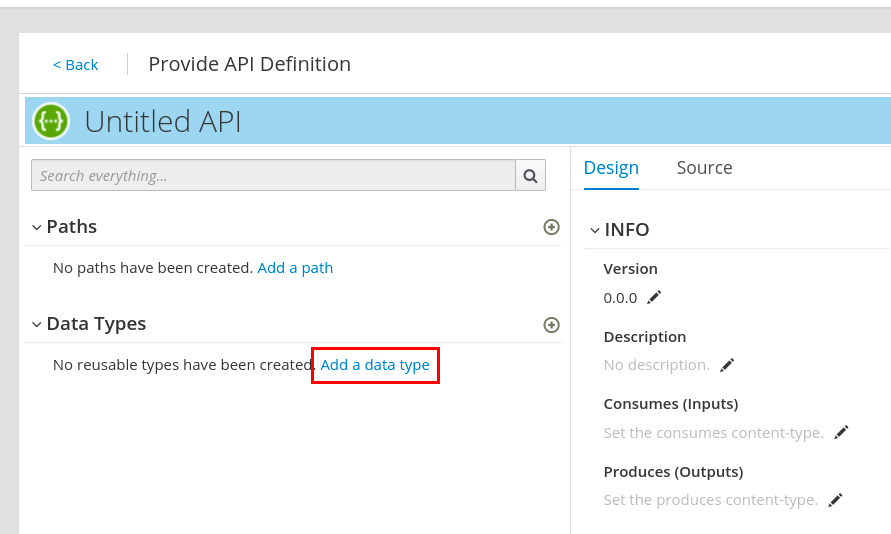 < Back
Provide API Definition
Untitled API
Search everything...
Paths
No paths have been created. Add a path
Data Types
No reusable types have been created. Add a data type
Design
Source
INFO
Version
0.0.0
Description
No description.
Consumes (Inputs)
Set the consumes content-type.
Produces (Outputs)
Set the produces content-type.